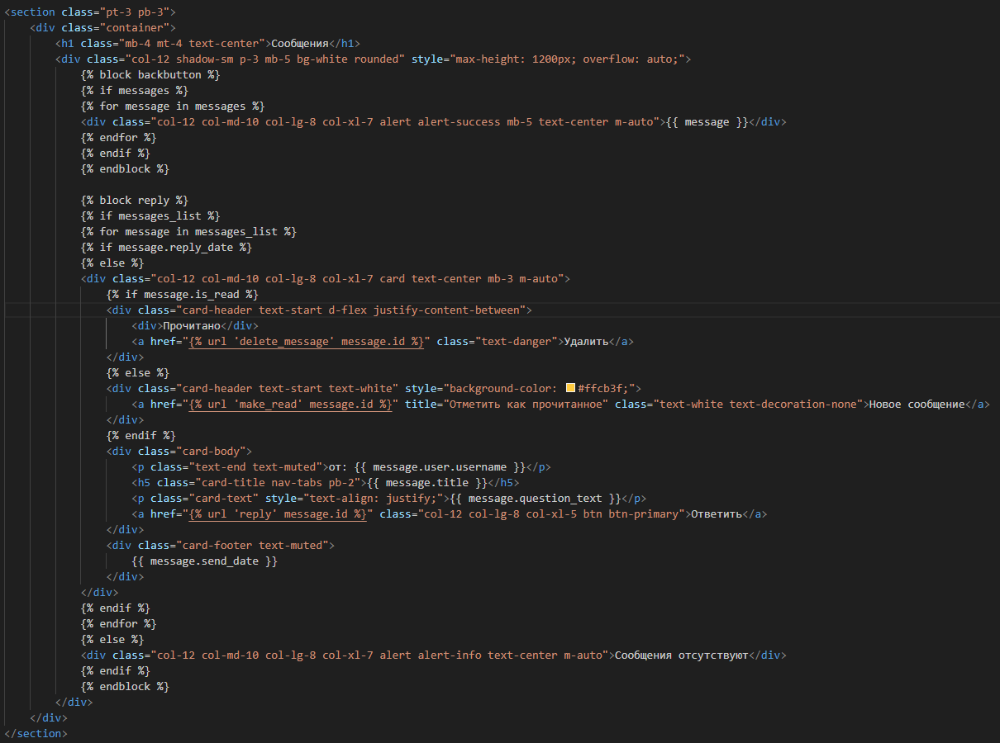 <section class="pt-3 pb-3">
<div class="container">
<h1 class="mb-4 mt-4 text-center">Сообщения</h1>
<div class="col-12 shadow-sm p-3 mb-5 bg-white rounded" style="max-height: 1200px; overflow: auto;">
{% block backbutton %}
{% if messages %}
{% for message in messages %}
<div class="col-12 col-md-10 col-lg-8 col-xl-7 alert alert-success mb-5 text-center m-auto">{{ message }}</div>
{% endfor %}
{% endif %}
{% endblock %}
{% block reply %}
{% if messages_list %}
{% for message in messages_list %}
{% if message.reply_date %}
{% else %}
<div class="col-12 col-md-10 col-lg-8 col-xl-7 card text-center mb-3 m-auto">
{% if message.is_read %}
<div class="card-header text-start d-flex justify-content-between">
<div>Прочитано</div>
<a href="{% url 'delete_message' message.id %}" class="text-danger">Удалить</a>
</div>
{% else %}
<div class="card-header text-start text-white" style="background-color: #ffcb3f;">
<a href="{% url 'make_read' message.id %}" title="Отметить как прочитанное" class="text-white text-decoration-none">Новое сообщение</a>
</div>
{% endif %}
<div class="card-body">
<p class="text-end text-muted">от: {{ message.user.username }}</p>
<h5 class="card-title nav-tabs pb-2">{{ message.title }}</h5>
<p class="card-text" style="text-align: justify;">{{ message.question_text }}</p>
<a href="{% url 'reply' message.id %}" class="col-12 col-lg-8 col-xl-5 btn btn-primary">Ответить</a>
</div>
<div class="card-footer text-muted">
{{ message.send_date }}
</div>
</div>
{% endif %}
{% endfor %}
{% else %}
<div class="col-12 col-md-10 col-lg-8 col-xl-7 alert alert-info text-center m-auto">Сообщения отсутствуют</div>
{% endif %}
{% endblock %}
</div>
</div>
</section>